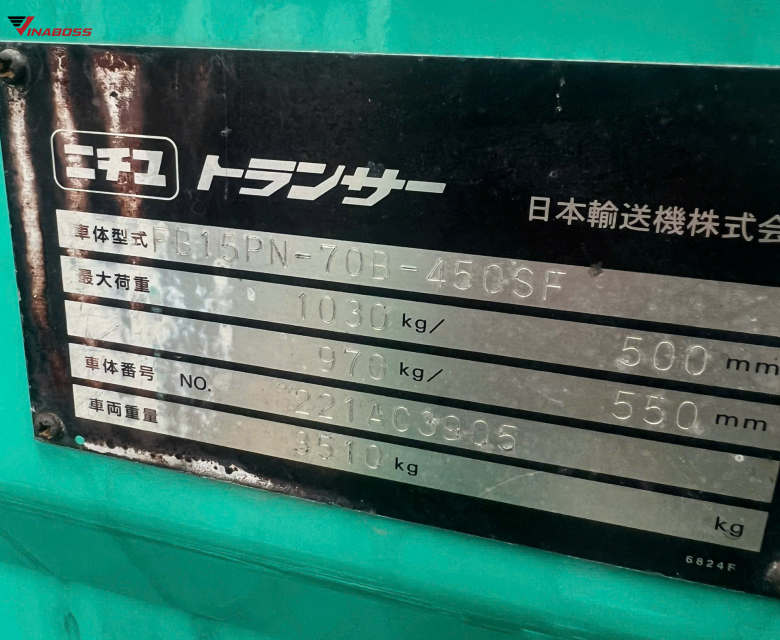 VINABOSS
ニチユ トランサー 日本輸送機株式会
車体型式 FB15PN-70B-450SF
最大荷重 1030 kg/ 500 mm
970 kg/ 550 mm
車体番号 NO. 221AC3905
車両重量 3510 kg
kg
6824F